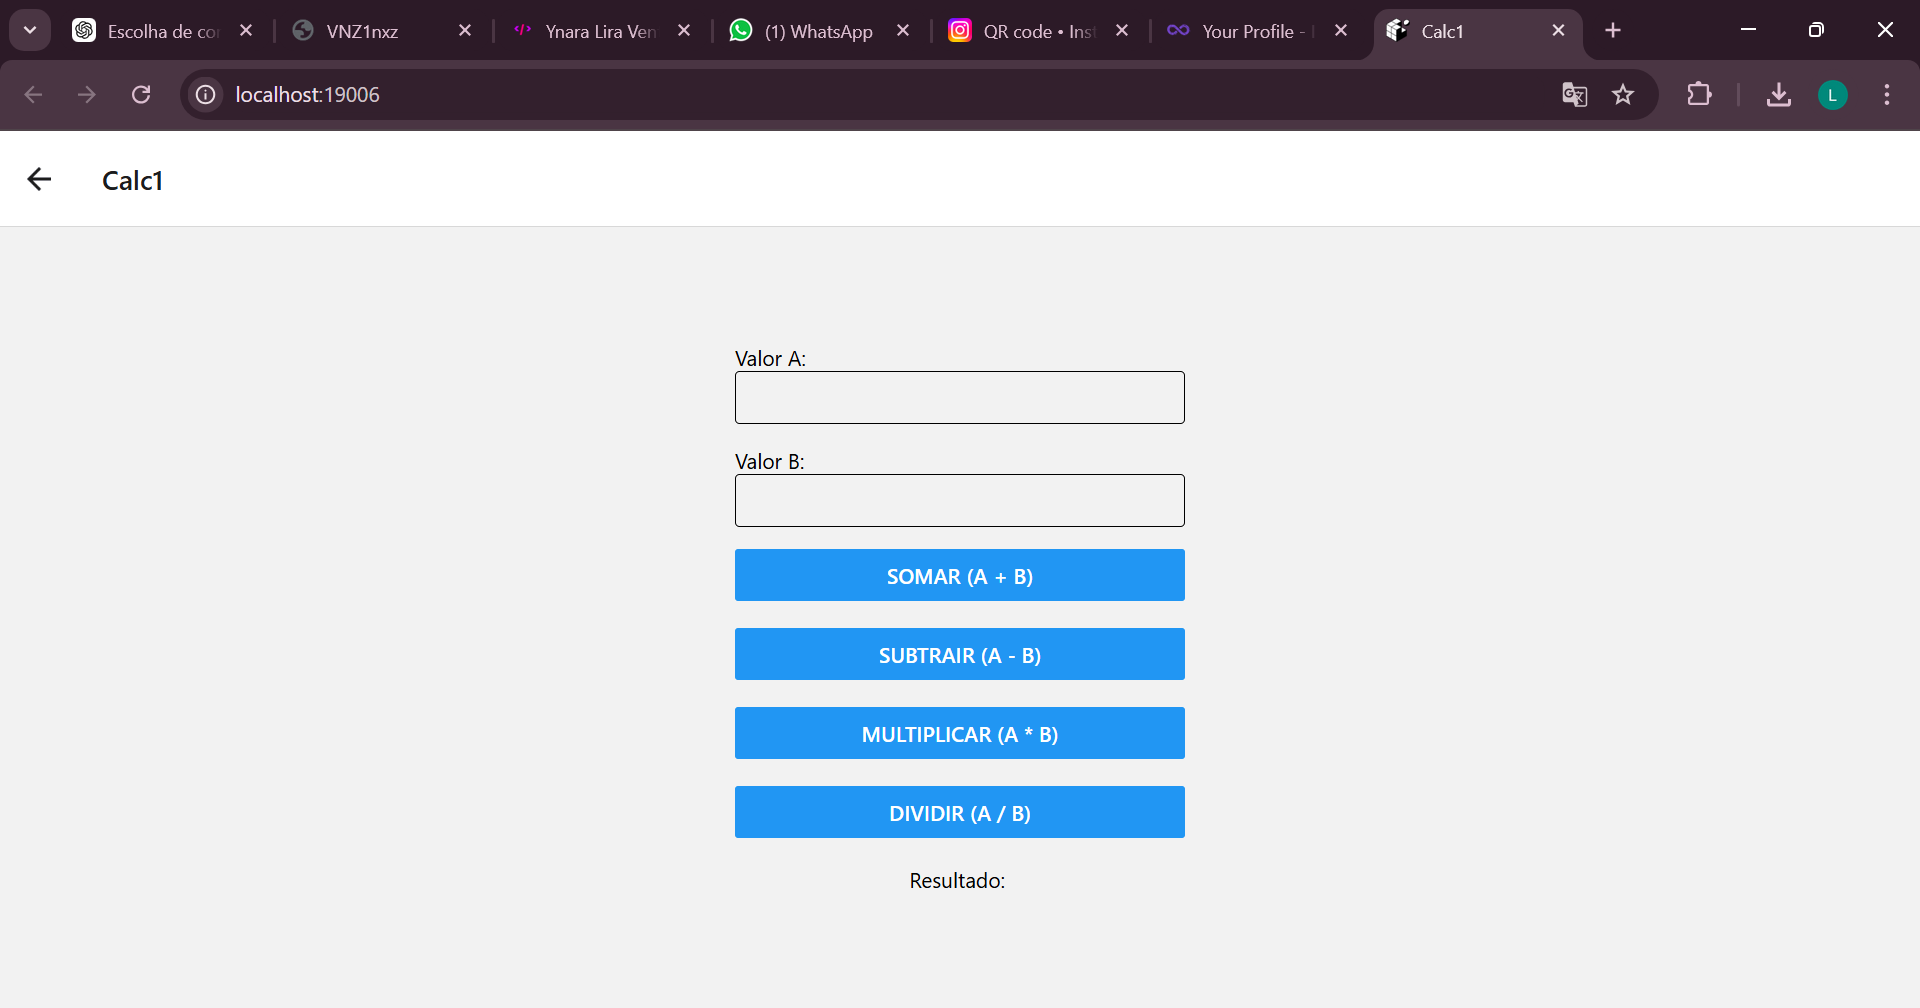 Escolha de co
VNZ1nxz
Ynara Lira Ven
(1) WhatsApp
QR code • Inst
Your Profile -
Calc1
localhost:19006
L
Calc1
Valor A:
Valor B:
SOMAR (A + B)
SUBTRAIR (A - B)
MULTIPLICAR (A * B)
DIVIDIR (A / B)
Resultado: